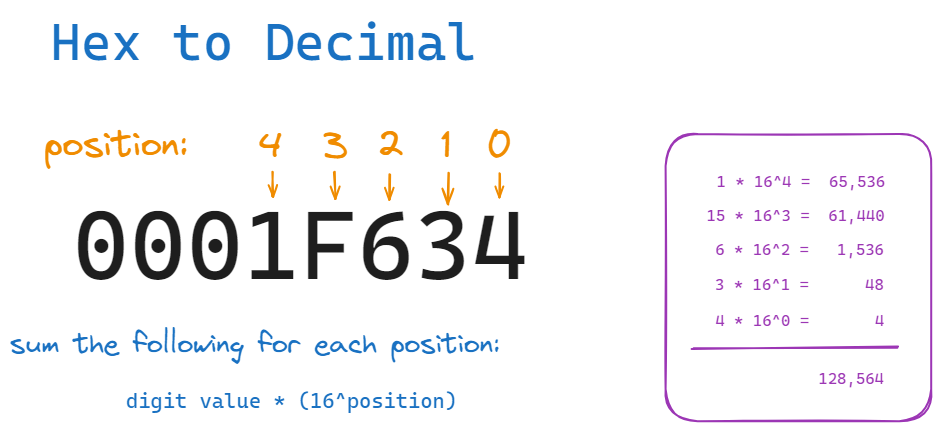 Hex to Decimal
position: 4 3 2 1 0
0001F634
sum the following for each position:
digit value * (16^position)
1 * 16^4 = 65,536
15 * 16^3 = 61,440
6 * 16^2 = 1,536
3 * 16^1 = 48
4 * 16^0 = 4
128,564